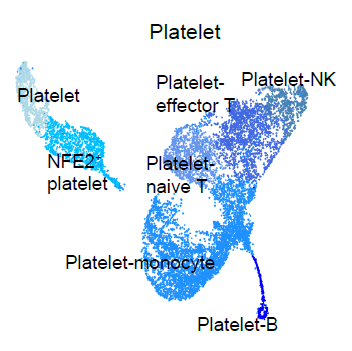 Platelet
Platelet-
effector T
Platelet-NK
Platelet
NFE2⁺
platelet
Platelet-
naive T
Platelet-monocyte
Platelet-B